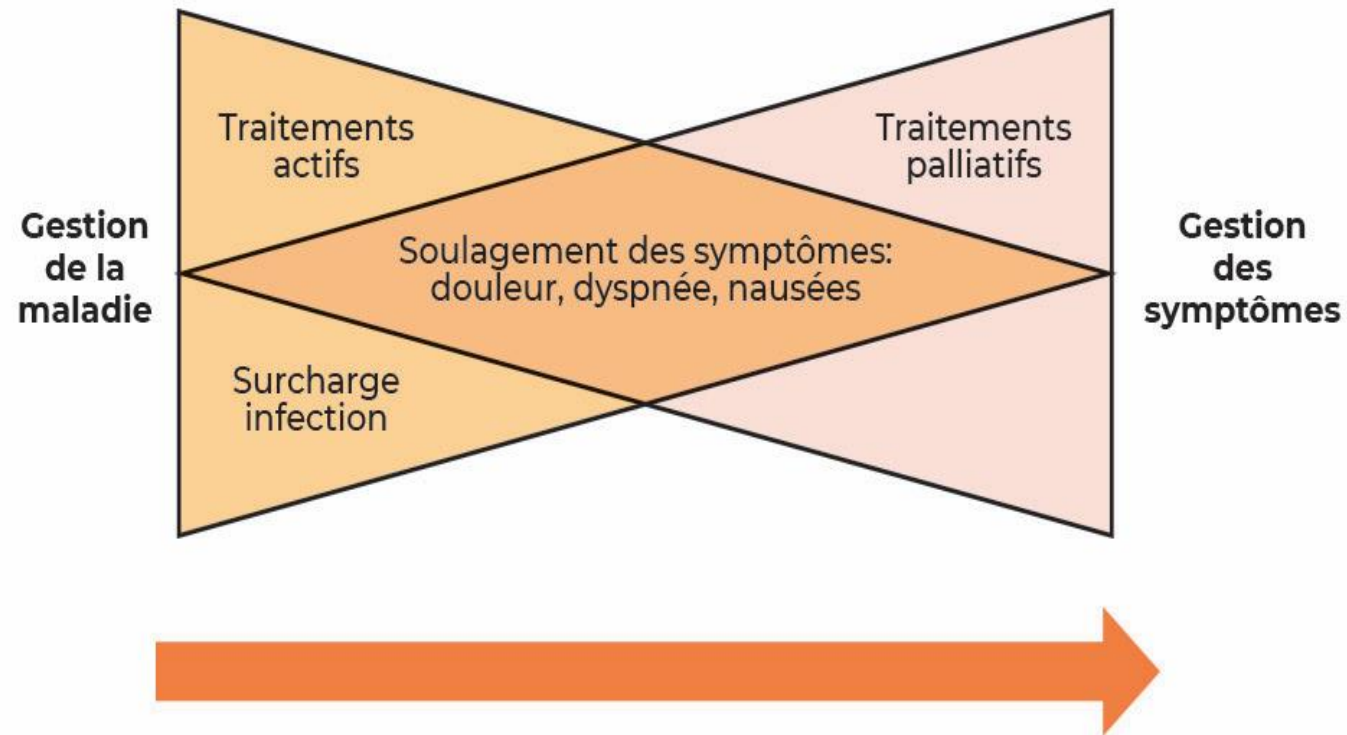 Traitements
actifs
Traitements
palliatifs
Gestion
de la
maladie
Soulagement des symptômes:
douleur, dyspnée, nausées
Gestion
des
symptômes
Surcharge
infection